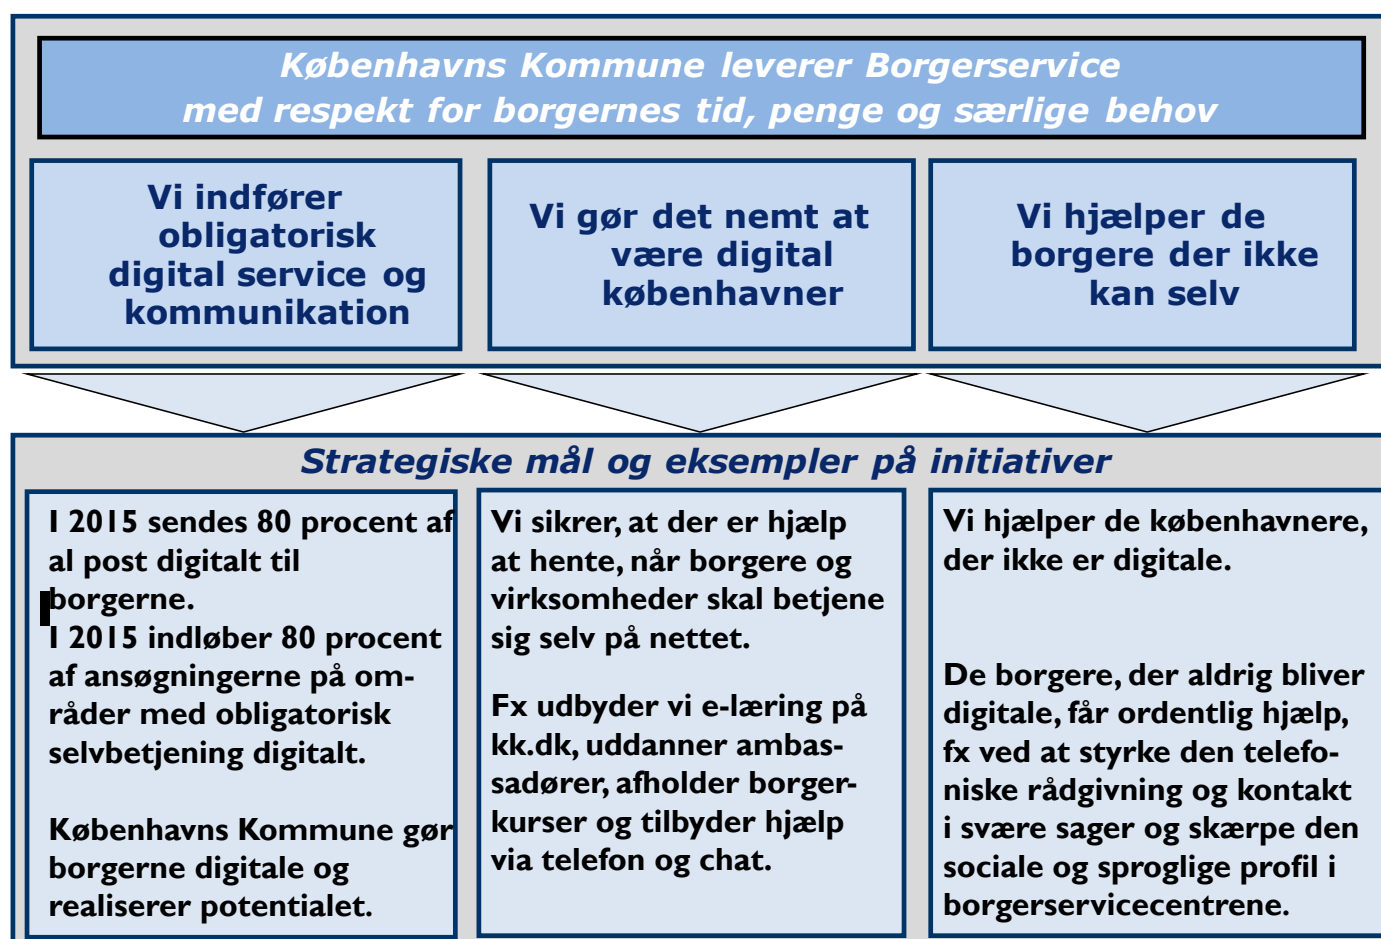 Københavns Kommune leverer Borgerservice
med respekt for borgernes tid, penge og særlige behov
Vi indfører
obligatorisk
digital service og
kommunikation
Vi gør det nemt at
være digital
københavner
Vi hjælper de
borgere der ikke
kan selv
Strategiske mål og eksempler på initiativer
I 2015 sendes 80 procent af
al post digitalt til
borgerne.
I 2015 indløber 80 procent
af ansøgningerne på om-
råder med obligatorisk
selvbetjening digitalt.
Københavns Kommune gør
borgerne digitale og
realiserer potentialet.
Vi sikrer, at der er hjælp
at hente, når borgere og
virksomheder skal betjene
sig selv på nettet.
Fx udbyder vi e-læring på
kk.dk, uddanner ambas-
sadører, afholder borger-
kurser og tilbyder hjælp
via telefon og chat.
Vi hjælper de københavnere,
der ikke er digitale.
De borgere, der aldrig bliver
digitale, får ordentlig hjælp,
fx ved at styrke den telefo-
niske rådgivning og kontakt
i svære sager og skærpe den
sociale og sproglige profil i
borgerservicecentrene.